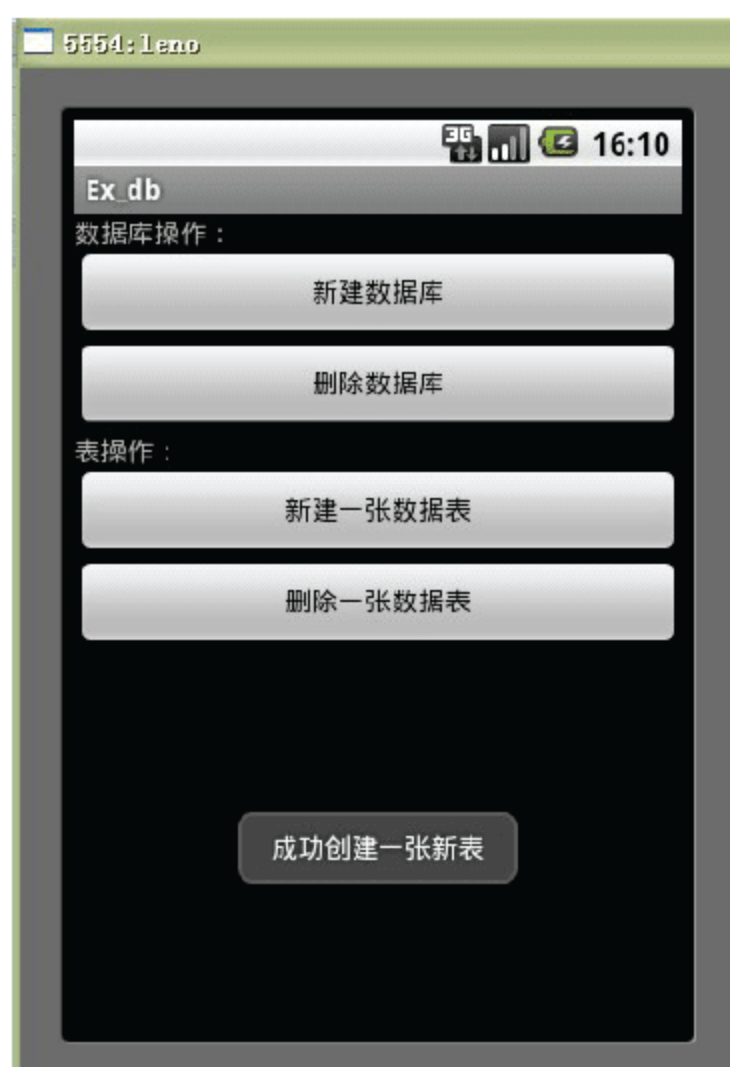 5554:leno
3G 16:10
Ex_db
数据库操作：
新建数据库
删除数据库
表操作：
新建一张数据表
删除一张数据表
成功创建一张新表